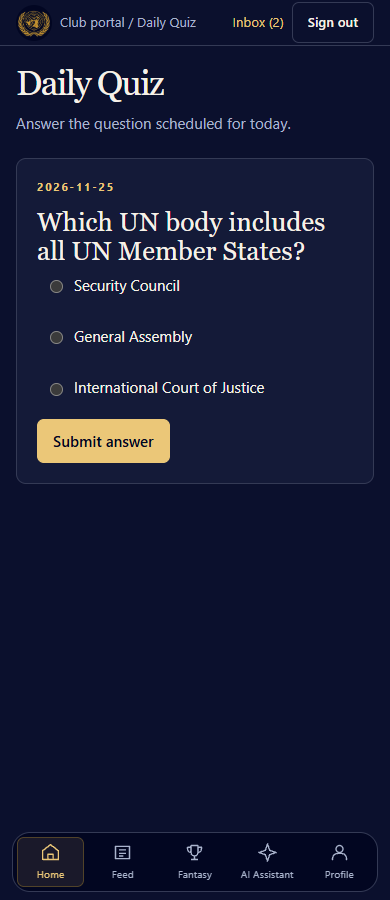 Club portal / Daily Quiz
Inbox (2)
Sign out
Daily Quiz
Answer the question scheduled for today.
2026-11-25
Which UN body includes
all UN Member States?
Security Council
General Assembly
International Court of Justice
Submit answer
Home
Feed
Fantasy
AI Assistant
Profile